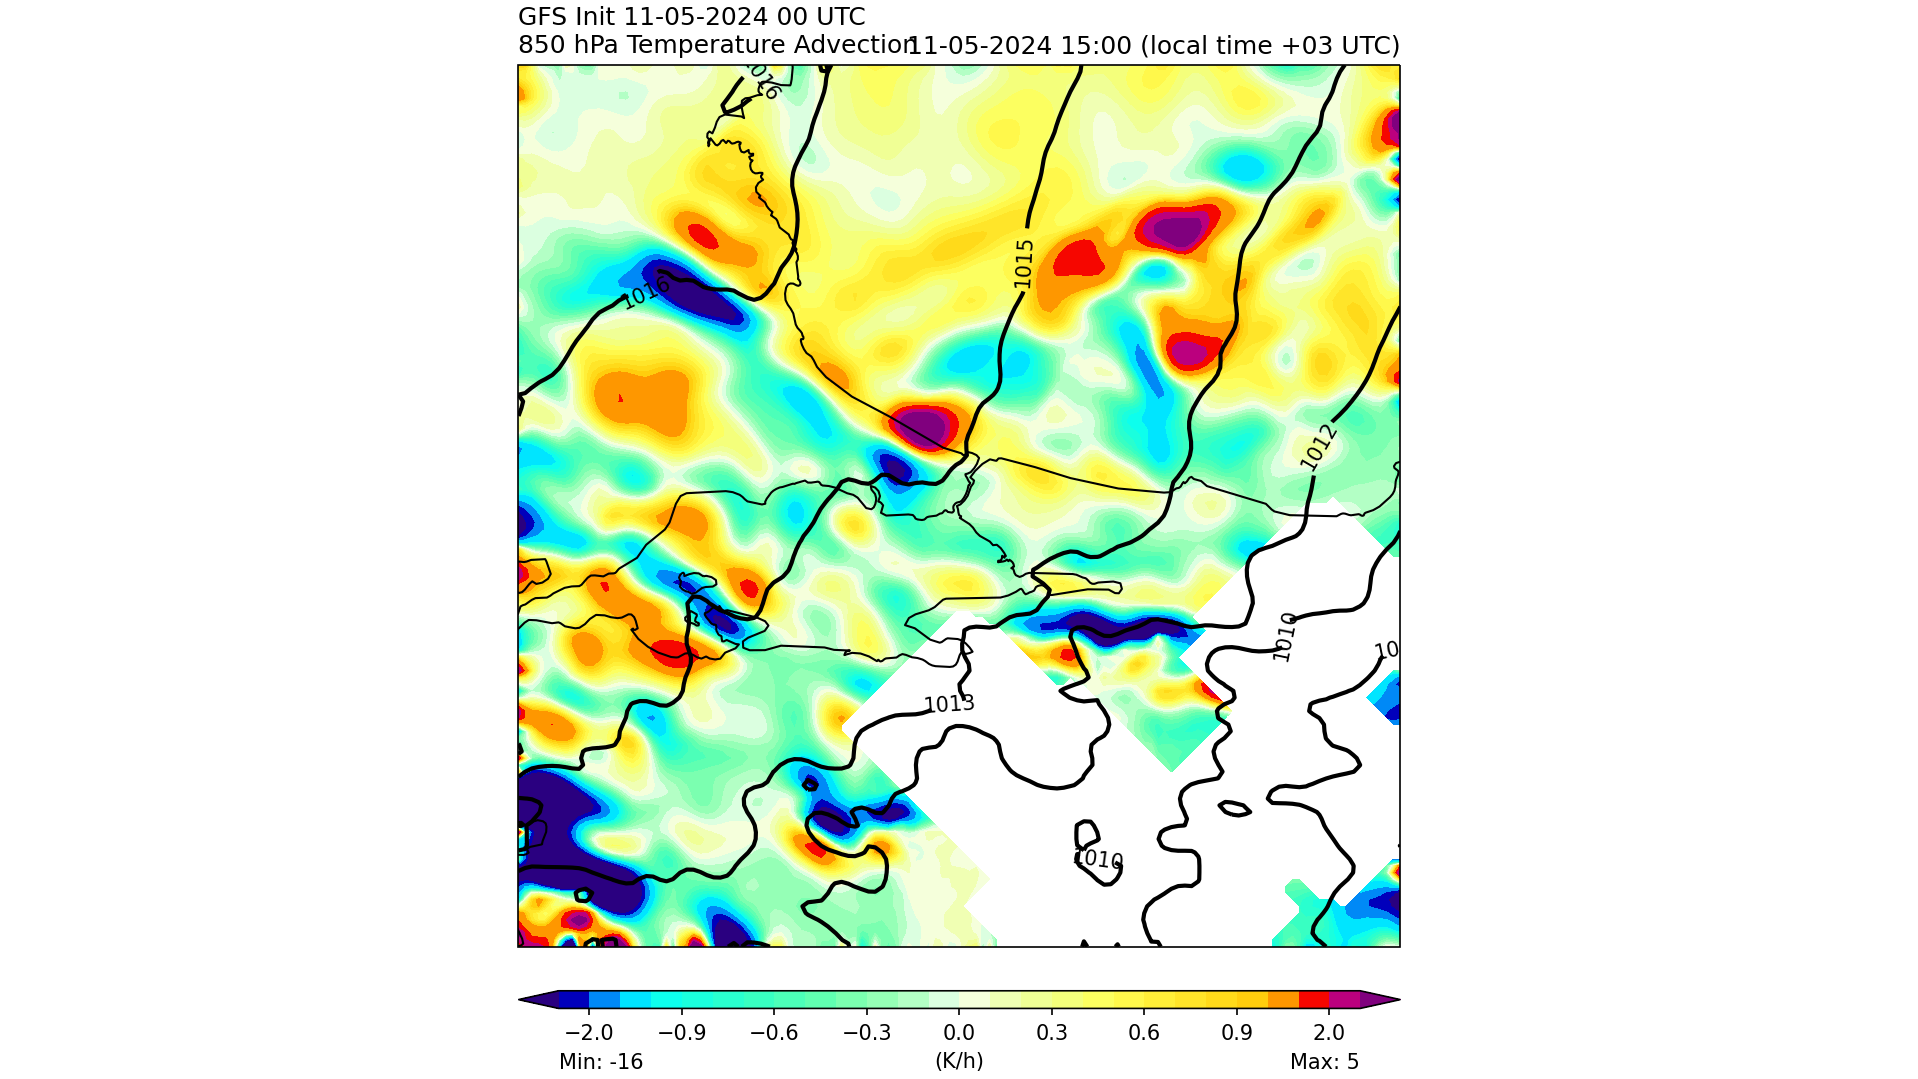 GFS Init 11-05-2024 00 UTC
850 hPa Temperature Advection
11-05-2024 15:00 (local time +03 UTC)
1016
1015
1016
1012
1010
10
1013
1010
−2.0 −0.9 −0.6 −0.3 0.0 0.3 0.6 0.9 2.0
Min: -16 (K/h) Max: 5